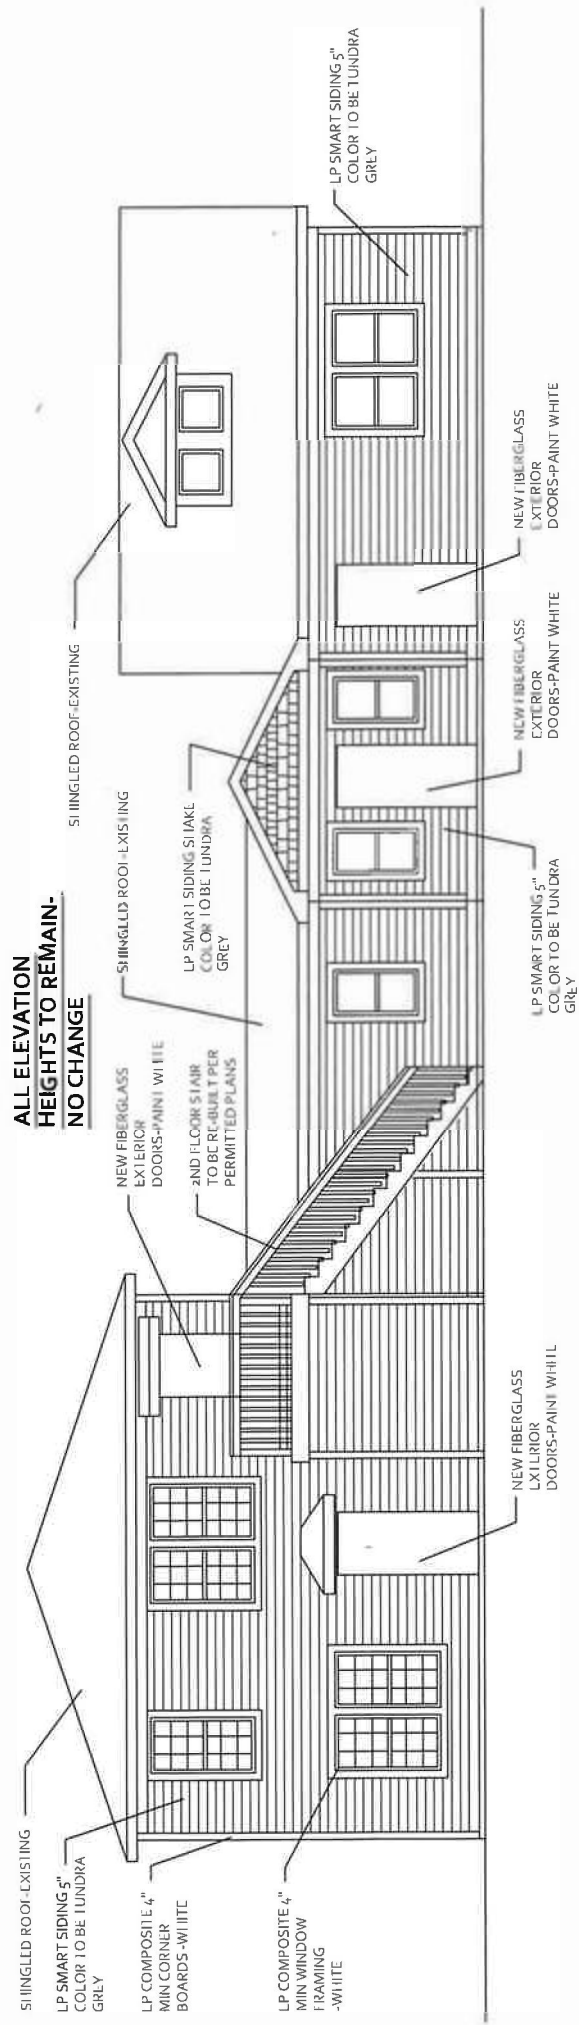 ALL ELEVATION
HEIGHTS TO REMAIN-
NO CHANGE
SHINGLED ROOF-EXISTING
LP SMART SIDING 5"
COLOR TO BE TUNDRA
GREY
LP COMPOSITE 4"
MIN CORNER
BOARDS-WHITE
LP COMPOSITE 4"
MIN WINDOW
FRAMING
-WHITE
NEW FIBERGLASS
EXTERIOR
DOORS-PAINT WHITE
2ND FLOOR STAIR
TO BE RE-BUILT PER
PERMITTED PLANS
NEW FIBERGLASS
EXTERIOR
DOORS-PAINT WHITE
SHINGLED ROOF-EXISTING
LP SMART SIDING SHAKE
COLOR TO BE TUNDRA
GREY
SHINGLED ROOF-EXISTING
LP SMART SIDING 5"
COLOR TO BE TUNDRA
GREY
NEW FIBERGLASS
EXTERIOR
DOORS-PAINT WHITE
NEW FIBERGLASS
EXTERIOR
DOORS-PAINT WHITE
LP SMART SIDING 5"
COLOR TO BE TUNDRA
GREY